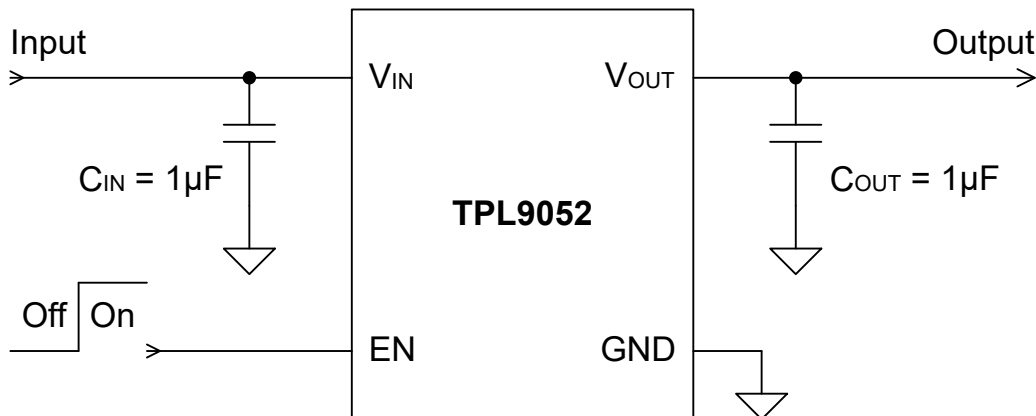 Input
Output
VIN
VOUT
CIN = 1µF
COUT = 1µF
TPL9052
Off On
EN
GND